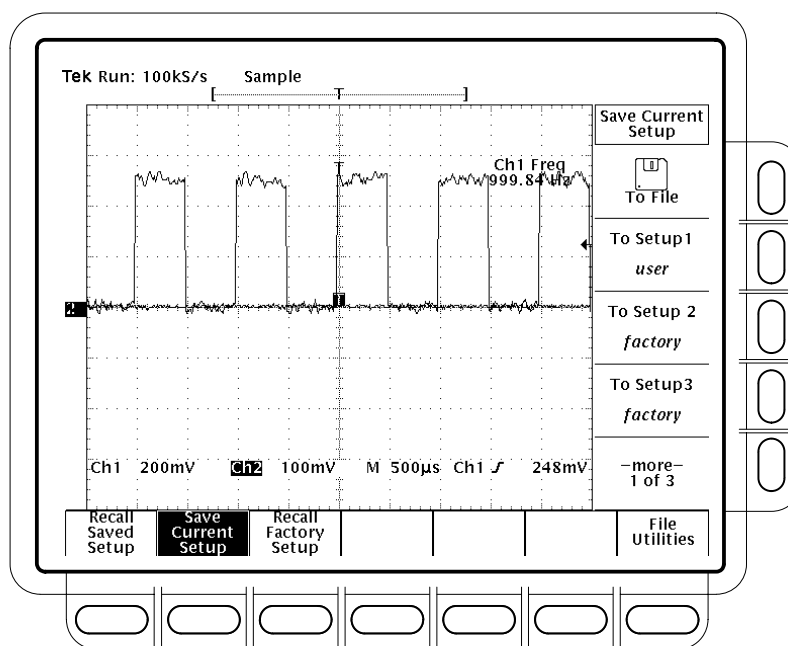 Tek Run: 100kS/s Sample
[ T ]
Save Current
Setup
Ch1 Freq
999.84 Hz
T
To File
To Setup1
user
T
To Setup 2
factory
To Setup3
factory
Ch1 200mV Ch2 100mV M 500µs Ch1 248mV
–more–
1 of 3
Recall
Saved
Setup
Save
Current
Setup
Recall
Factory
Setup
File
Utilities